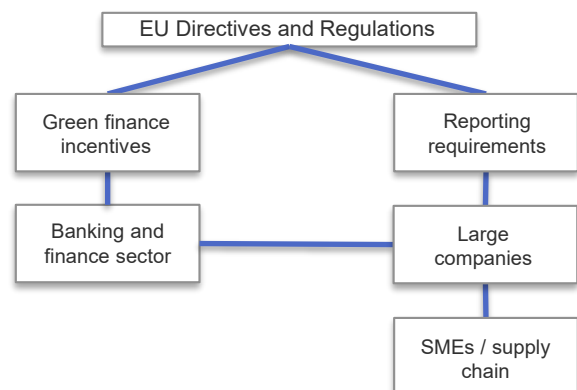 EU Directives and Regulations
Green finance
incentives
Reporting
requirements
Banking and
finance sector
Large
companies
SMEs / supply
chain